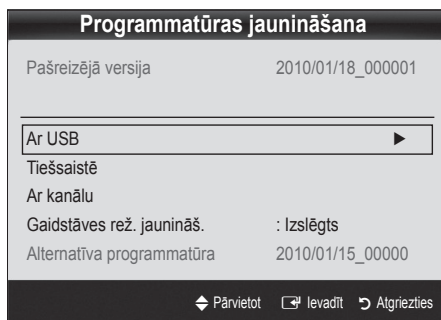 Programmatūras jaunināšana
Pašreizējā versija 2010/01/18_000001
Ar USB ►
Tiešsaistē
Ar kanālu
Gaidstāves rež. jaunināš. : Izslēgts
Alternatīva programmatūra 2010/01/15_00000
Pārvietot Ievadīt Atgriezties